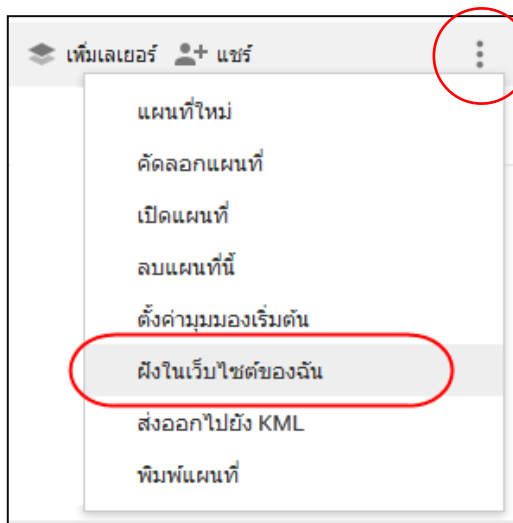 เพิ่มเลเยอร์ แชร์
แผนที่ใหม่
คัดลอกแผนที่
เปิดแผนที่
ลบแผนที่นี้
ตั้งค่ามุมมองเริ่มต้น
ฝังในเว็บไซต์ของฉัน
ส่งออกไปยัง KML
พิมพ์แผนที่